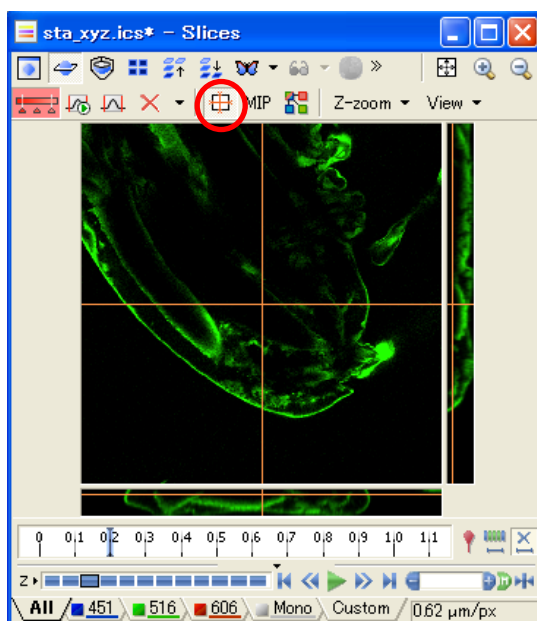 sta_xyz.ics* - Slices
MIP Z-zoom View
0 0,1 0,2 0,3 0,4 0,5 0,6 0,7 0,8 0,9 1,0 1,1
Z
All 451 516 606 Mono Custom 0.62 µm/px